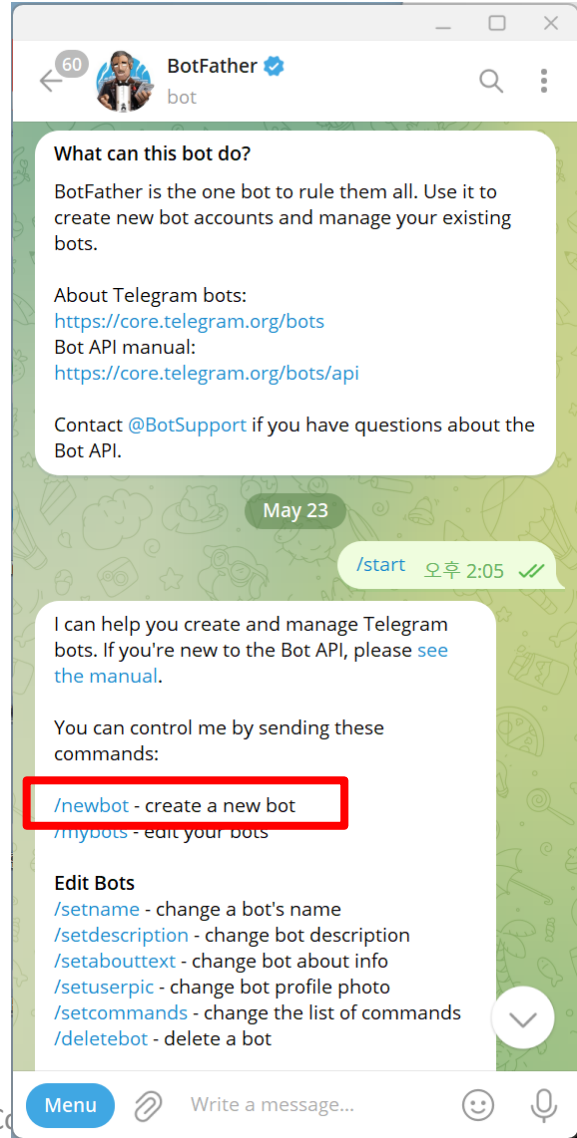 60
BotFather
bot
What can this bot do?
BotFather is the one bot to rule them all. Use it to
create new bot accounts and manage your existing
bots.
About Telegram bots:
https://core.telegram.org/bots
Bot API manual:
https://core.telegram.org/bots/api
Contact @BotSupport if you have questions about the
Bot API.
May 23
/start 오후 2:05
I can help you create and manage Telegram
bots. If you're new to the Bot API, please see
the manual.
You can control me by sending these
commands:
/newbot - create a new bot
/mybots - edit your bots
Edit Bots
/setname - change a bot's name
/setdescription - change bot description
/setabouttext - change bot about info
/setuserpic - change bot profile photo
/setcommands - change the list of commands
/deletebot - delete a bot
Menu Write a message...